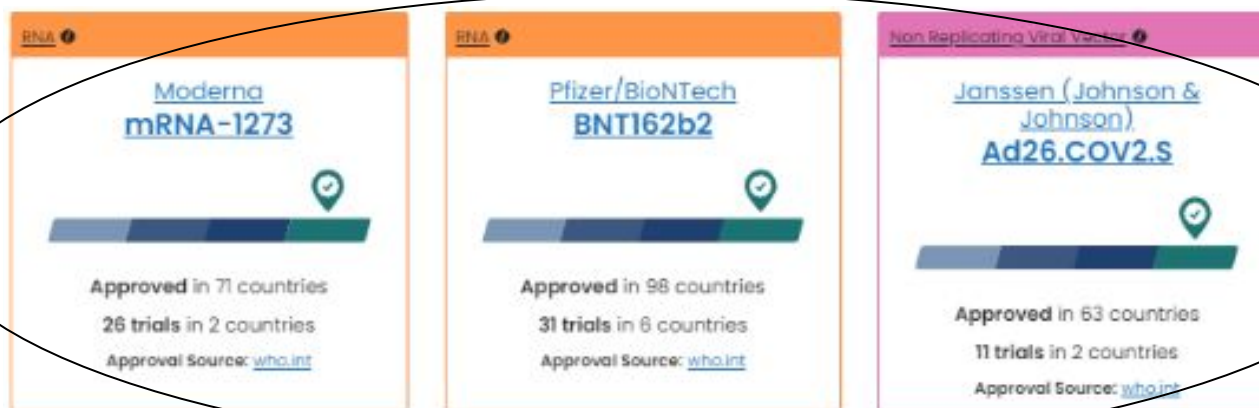 RNA
Moderna
mRNA-1273
Approved in 71 countries
26 trials in 2 countries
Approval Source: who.int
RNA
Pfizer/BioNTech
BNT162b2
Approved in 98 countries
31 trials in 6 countries
Approval Source: who.int
Non Replicating Viral Vector
Janssen (Johnson &
Johnson)
Ad26.COV2.S
Approved in 63 countries
11 trials in 2 countries
Approval Source: who.int